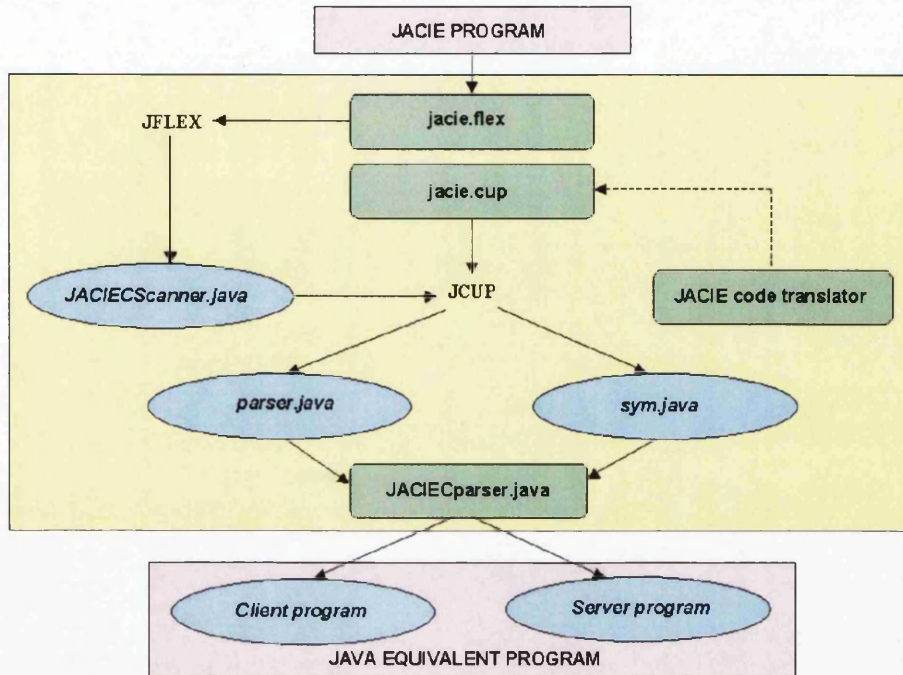 JACIE PROGRAM
jacie.flex
JFLEX
jacie.cup
JACIECScanner.java
JCUP
JACIE code translator
parser.java
sym.java
JACIECparser.java
Client program
Server program
JAVA EQUIVALENT PROGRAM